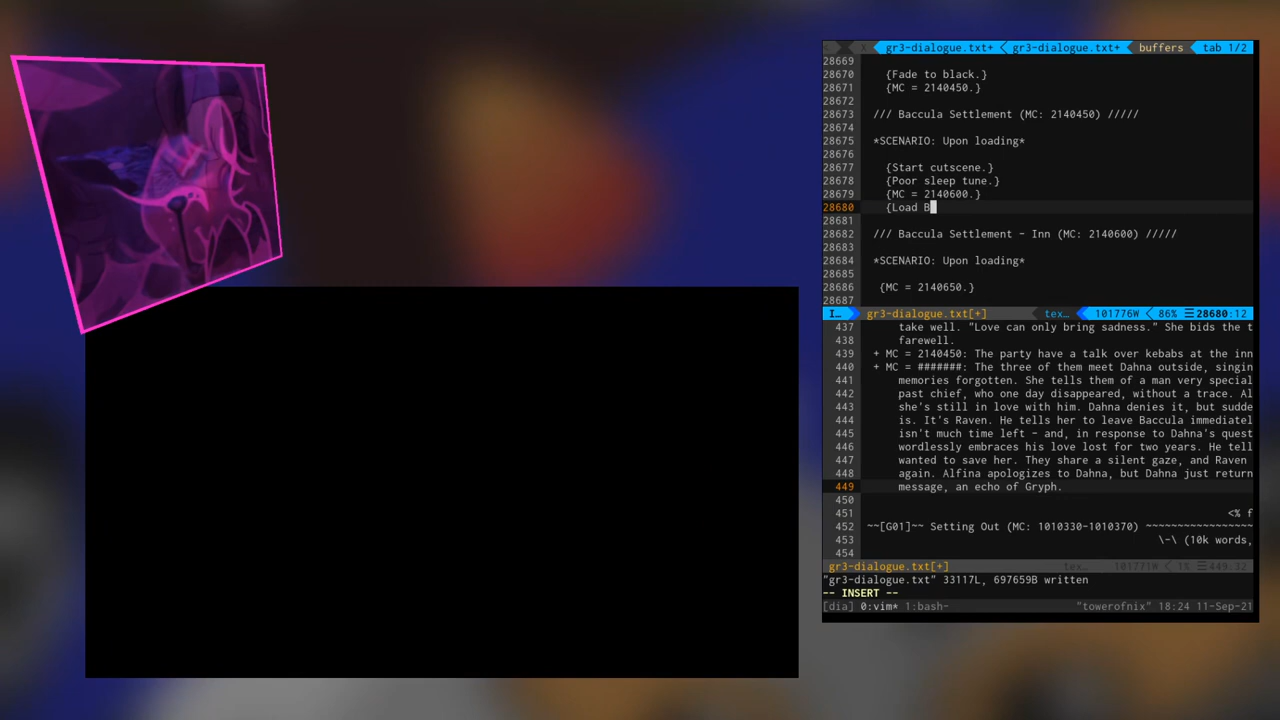 gr3-dialogue.txt+ gr3-dialogue.txt+ buffers tab 1/2
28669
28670 {Fade to black.}
28671 {MC = 2140450.}
28672
28673 /// Baccula Settlement (MC: 2140450) /////
28674
28675 *SCENARIO: Upon loading*
28676
28677 {Start cutscene.}
28678 {Poor sleep tune.}
28679 {MC = 2140600.}
28680 {Load B
28681
28682 /// Baccula Settlement - Inn (MC: 2140600) /////
28683
28684 *SCENARIO: Upon loading*
28685
28686 {MC = 2140650.}
28687
I… gr3-dialogue.txt[+] tex… 101776W < 86% ☰28680:12
437 take well. "Love can only bring sadness." She bids the t
438 farewell.
439 + MC = 2140450: The party have a talk over kebabs at the inn
440 + MC = #######: The three of them meet Dahna outside, singin
441 memories forgotten. She tells them of a man very special
442 past chief, who one day disappeared, without a trace. Al
443 she's still in love with him. Dahna denies it, but sudde
444 is. It's Raven. He tells her to leave Baccula immediatel
445 isn't much time left - and, in response to Dahna's quest
446 wordlessly embraces his love lost for two years. He tell
447 wanted to save her. They share a silent gaze, and Raven
448 again. Alfina apologizes to Dahna, but Dahna just return
449 message, an echo of Gryph.
450
451 <% f
452 ~~[G01]~~ Setting Out (MC: 1010330-1010370) ~~~~~~~~~~~~~~~~~
453 \-\ (10k words,
454
gr3-dialogue.txt[+] tex… 101771W < 1% ☰449:32
"gr3-dialogue.txt" 33117L, 697659B written
-- INSERT --
[dia] 0:vim* 1:bash- "towerofnix" 18:24 11-Sep-21